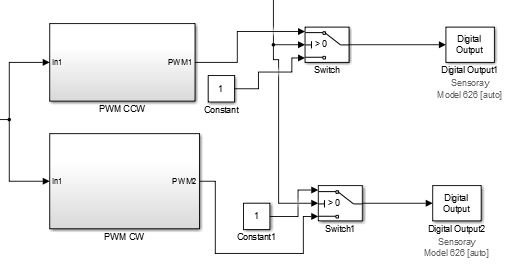 In1
PWM1
PWM CCW
1
Constant
> 0
Switch
Digital
Output
Digital Output1
Sensoray
Model 626 [auto]
In1
PWM2
PWM CW
1
Constant1
> 0
Switch1
Digital
Output
Digital Output2
Sensoray
Model 626 [auto]